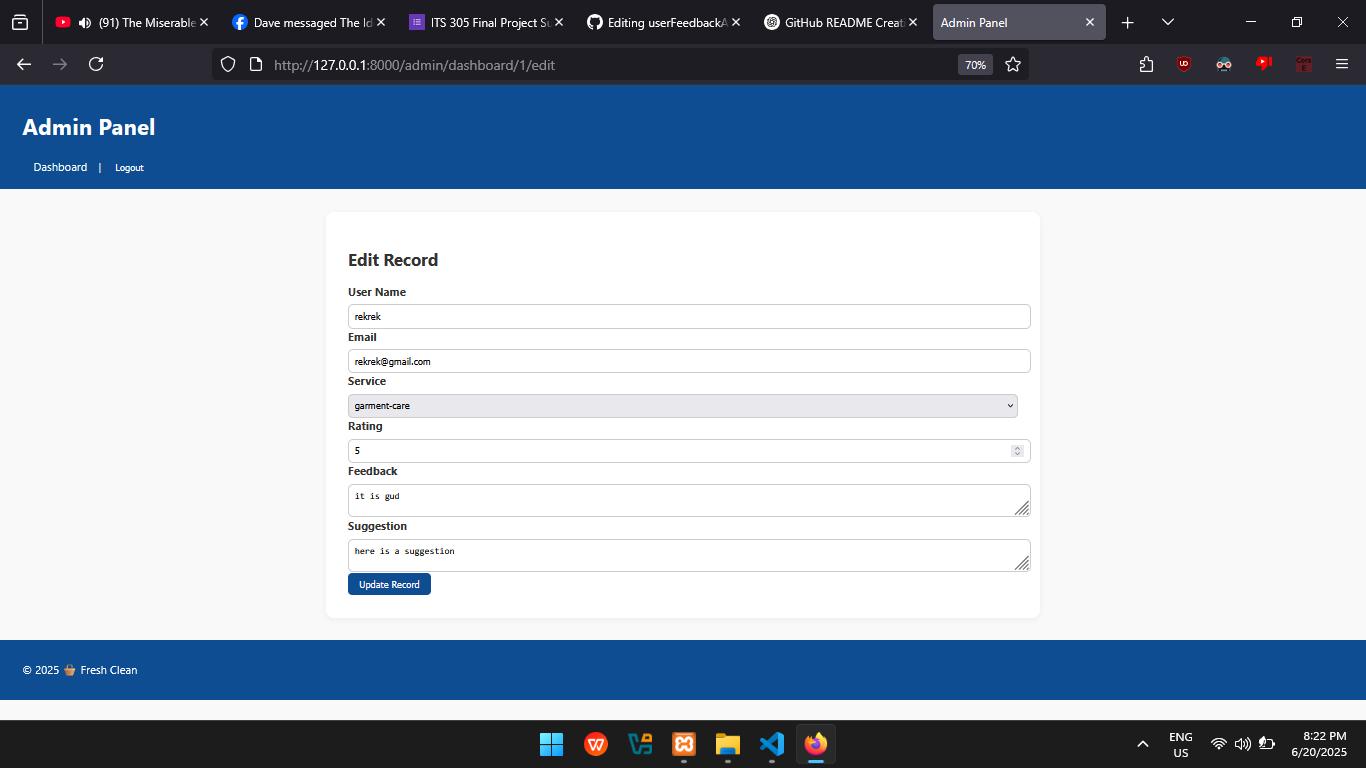 (91) The Miserable
Dave messaged The Id
ITS 305 Final Project Su
Editing userFeedbackA
GitHub README Creati
Admin Panel
http://127.0.0.1:8000/admin/dashboard/1/edit
70%
Admin Panel
Dashboard | Logout
Edit Record
User Name
rekrek
Email
rekrek@gmail.com
Service
garment-care
Rating
5
Feedback
it is gud
Suggestion
here is a suggestion
Update Record
© 2025 🧺 Fresh Clean
ENG
US
8:22 PM
6/20/2025